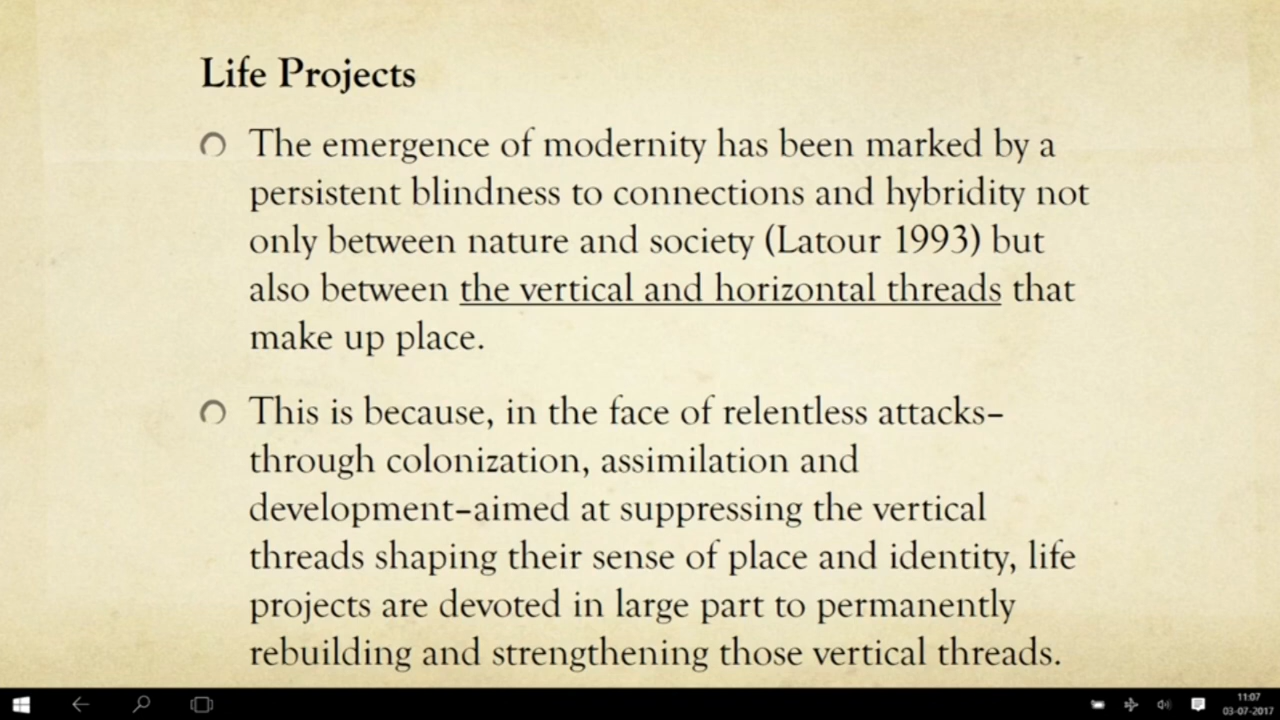 Life Projects
The emergence of modernity has been marked by a
persistent blindness to connections and hybridity not
only between nature and society (Latour 1993) but
also between the vertical and horizontal threads that
make up place.
This is because, in the face of relentless attacks–
through colonization, assimilation and
development–aimed at suppressing the vertical
threads shaping their sense of place and identity, life
projects are devoted in large part to permanently
rebuilding and strengthening those vertical threads.
11:07
03-07-2017